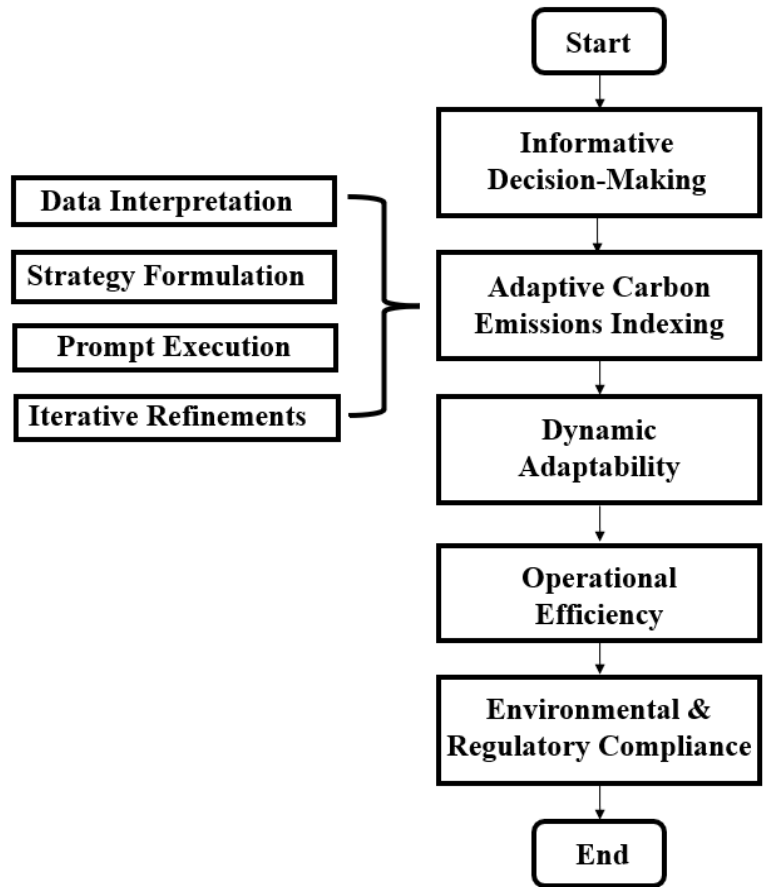 Start
Informative
Decision-Making
Data Interpretation
Strategy Formulation
Prompt Execution
Iterative Refinements
Adaptive Carbon
Emissions Indexing
Dynamic
Adaptability
Operational
Efficiency
Environmental &
Regulatory Compliance
End